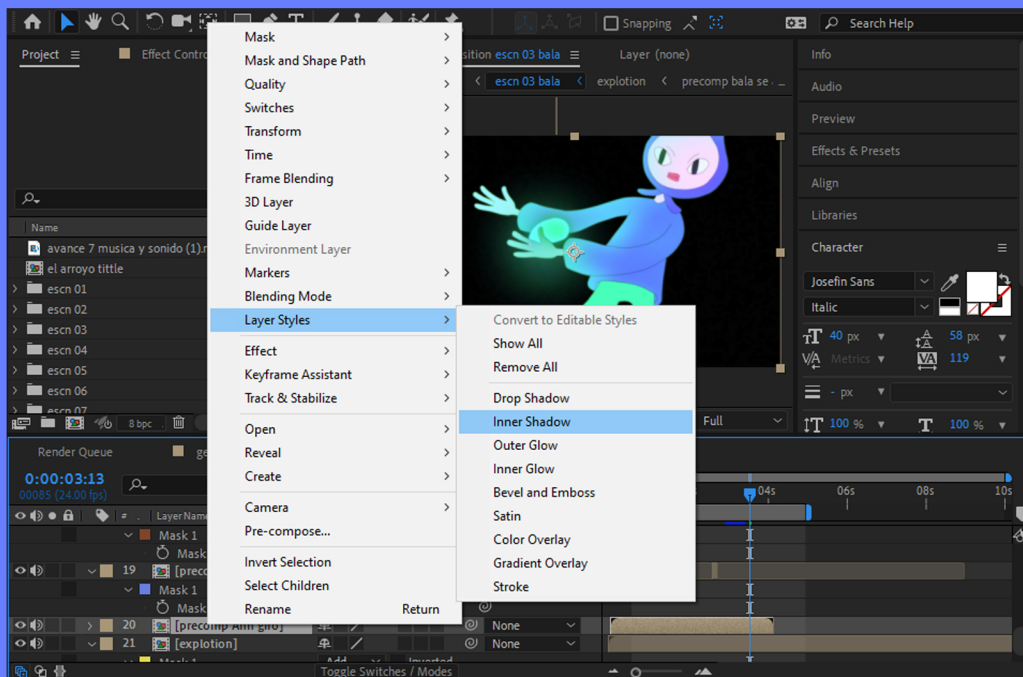 Snapping
Search Help
Project
Effect Contro
sition escn 03 bala
Layer (none)
escn 03 bala
explotion
precomp bala se
Name
avance 7 musica y sonido (1).r
el arroyo tittle
escn 01
escn 02
escn 03
escn 04
escn 05
escn 06
escn 07
8 bpc
Mask
Mask and Shape Path
Quality
Switches
Transform
Time
Frame Blending
3D Layer
Guide Layer
Environment Layer
Markers
Blending Mode
Layer Styles
Effect
Keyframe Assistant
Track & Stabilize
Open
Reveal
Create
Camera
Pre-compose...
Invert Selection
Select Children
Rename Return
Convert to Editable Styles
Show All
Remove All
Drop Shadow
Inner Shadow
Outer Glow
Inner Glow
Bevel and Emboss
Satin
Color Overlay
Gradient Overlay
Stroke
Full
Info
Audio
Preview
Effects & Presets
Align
Libraries
Character
Josefin Sans
Italic
40 px
58 px
Metrics
119
- px
100 %
100 %
Render Queue
ge
0:00:03:13
00085 (24.00 fps)
# Layer Name
Mask 1
Mask
19 [preco
Mask 1
Mask
20 [precomp Ann giro]
None
21 [explotion]
None
Mask 1
Add
Inverted
Toggle Switches / Modes
04s
06s
08s
10s